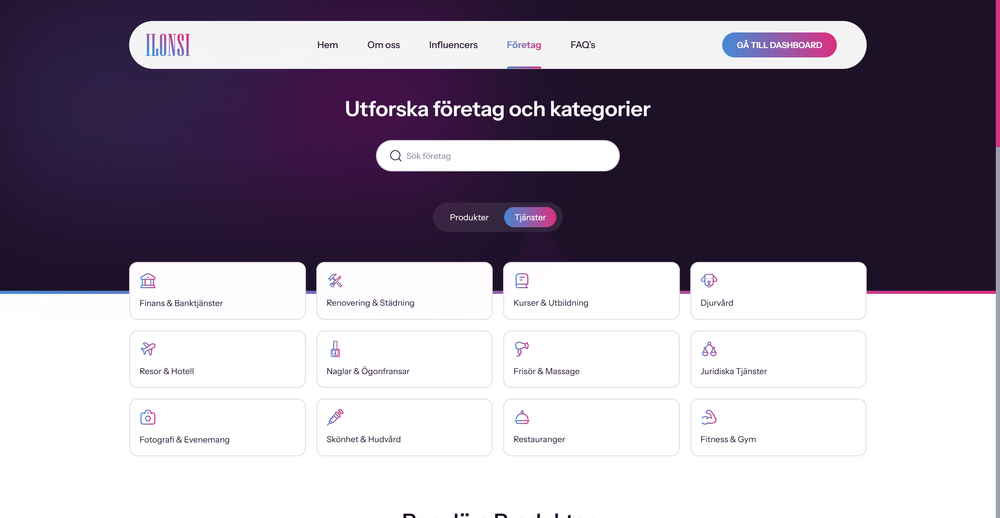 ILONSI
Hem Om oss Influencers Företag FAQ's
GÅ TILL DASHBOARD
Utforska företag och kategorier
Sök företag
Produkter Tjänster
Finans & Banktjänster
Renovering & Städning
Kurser & Utbildning
Djurvård
Resor & Hotell
Naglar & Ögonfransar
Frisör & Massage
Juridiska Tjänster
Fotografi & Evenemang
Skönhet & Hudvård
Restauranger
Fitness & Gym